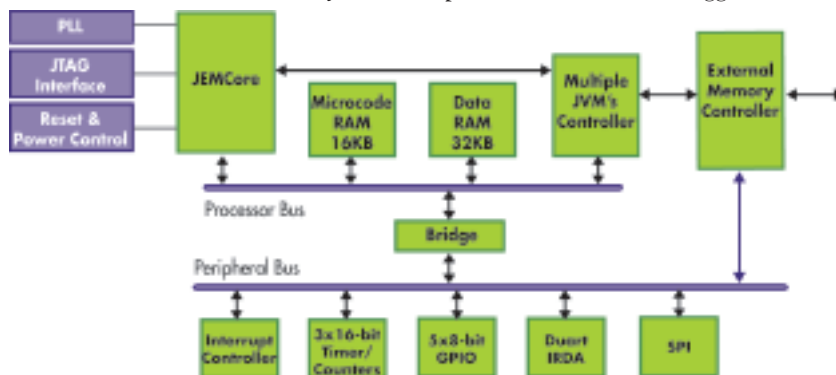 PLL
JTAG
Interface
Reset &
Power Control
JEMCore
Microcode
RAM
16KB
Data
RAM
32KB
Multiple
JVM's
Controller
External
Memory
Controller
Processor Bus
Bridge
Peripheral Bus
Interrupt
Controller
3x16-bit
Timer/
Counters
5x8-bit
GPIO
Duart
IRDA
SPI